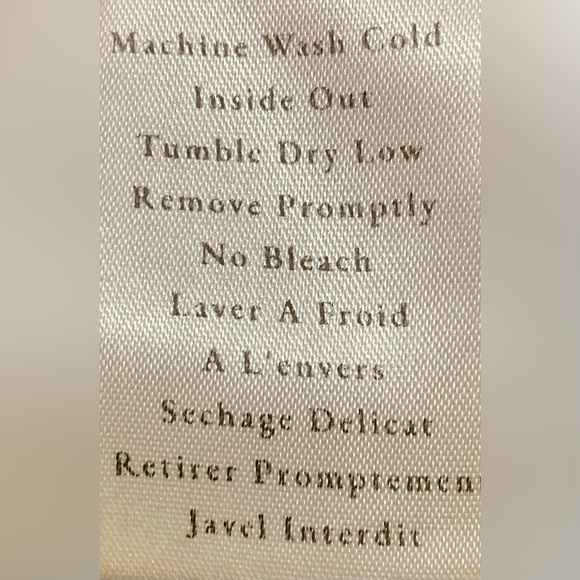 Machine Wash Cold
Inside Out
Tumble Dry Low
Remove Promptly
No Bleach
Laver A Froid
A L'envers
Sechage Delicat
Retirer Promptemen
Javel Interdit